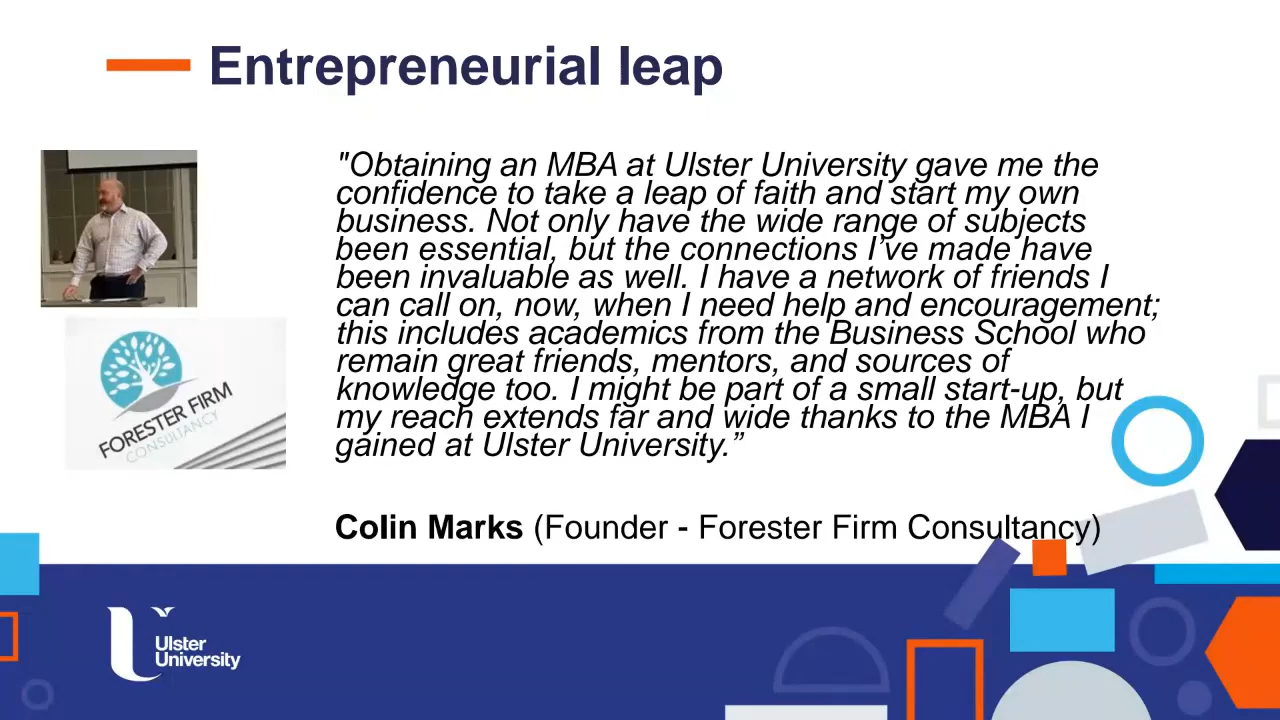 Entrepreneurial leap
"Obtaining an MBA at Ulster University gave me the
confidence to take a leap of faith and start my own
business. Not only have the wide range of subjects
been essential, but the connections I've made have
been invaluable as well. I have a network of friends I
can call on, now, when I need help and encouragement;
this includes academics from the Business School who
remain great friends, mentors, and sources of
knowledge too. I might be part of a small start-up, but
my reach extends far and wide thanks to the MBA I
gained at Ulster University.”
FORESTER FIRM
CONSULTANCY
Colin Marks (Founder - Forester Firm Consultancy)
Ulster
University